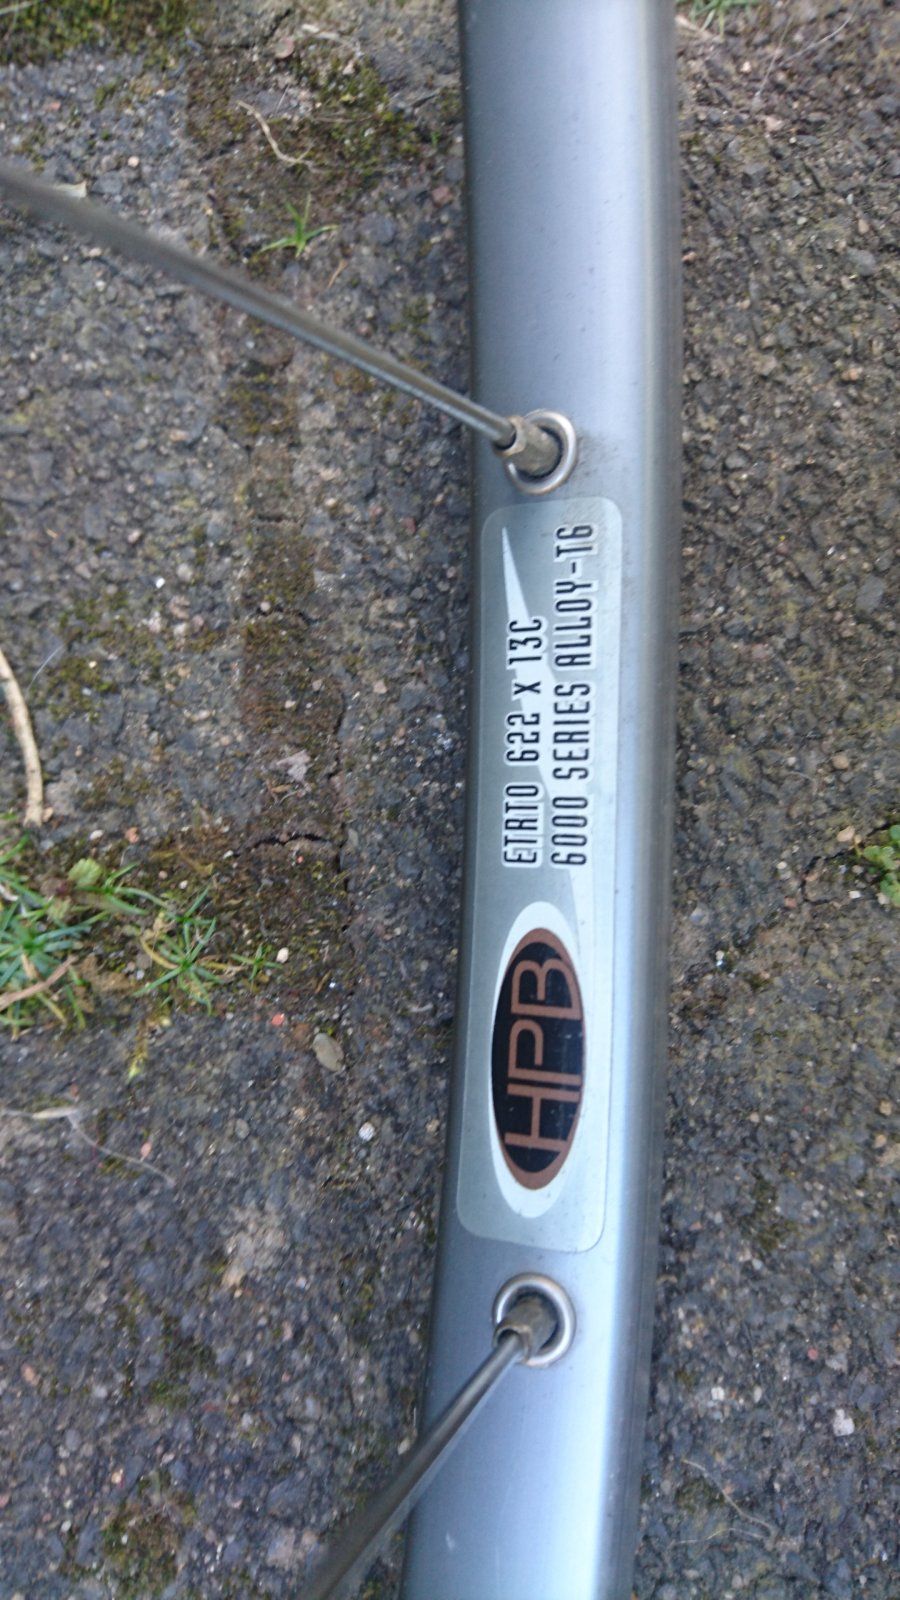 HPB
ETRTO 622 x 13C
6000 SERIES ALLOY-T6